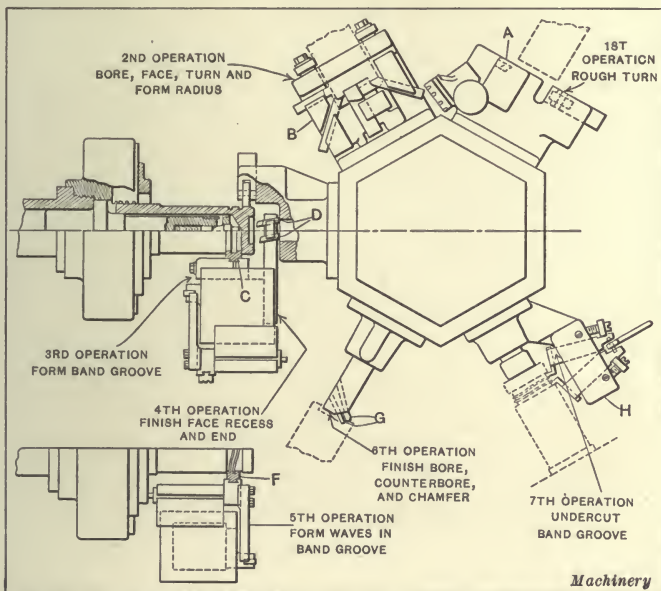 2ND OPERATION
BORE, FACE, TURN AND
FORM RADIUS
A
1ST
OPERATION
ROUGH TURN
B
D
C
3RD OPERATION
FORM BAND GROOVE
4TH OPERATION
FINISH FACE RECESS
AND END
G
H
6TH OPERATION
FINISH BORE,
COUNTERBORE,
AND CHAMFER
F
5TH OPERATION
FORM WAVES IN
BAND GROOVE
7TH OPERATION
UNDERCUT
BAND GROOVE
Machinery